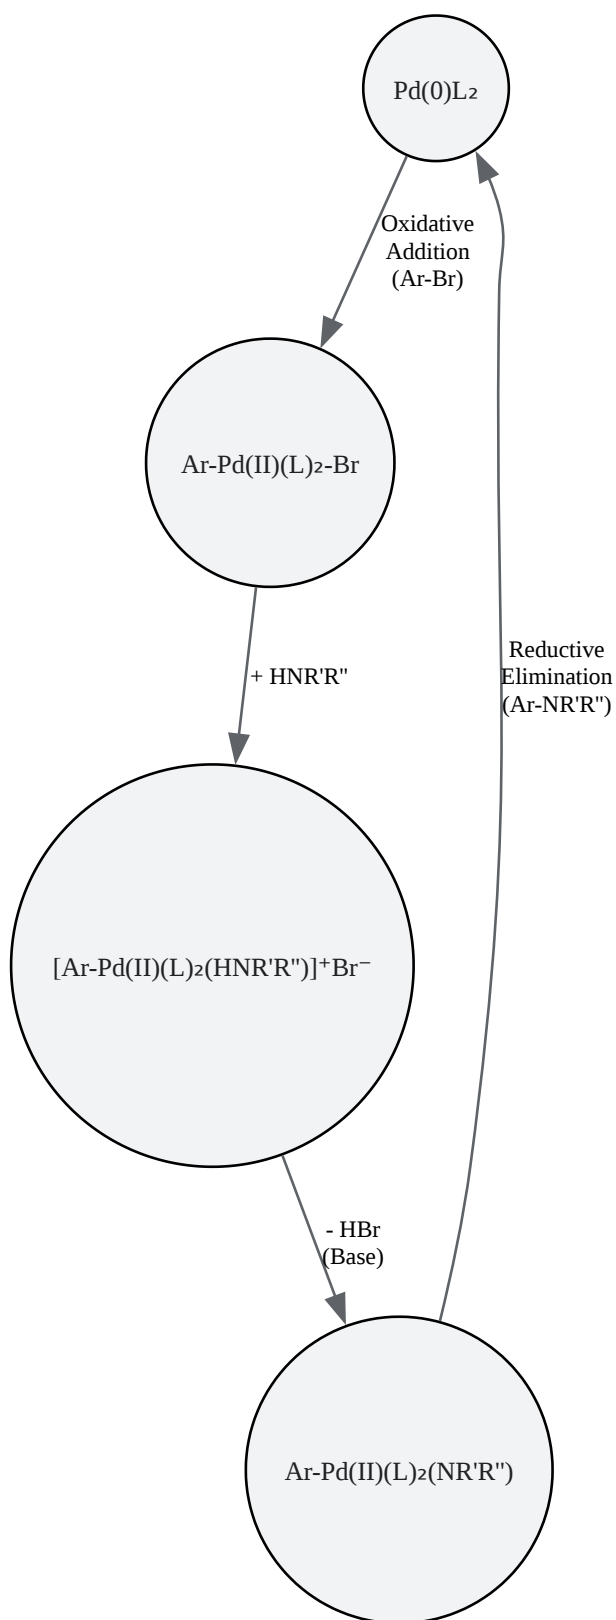 Pd(0)L₂
Oxidative
Addition
(Ar-Br)
Ar-Pd(II)(L)₂-Br
+ HNR'R"
Reductive
Elimination
(Ar-NR'R")
[Ar-Pd(II)(L)₂(HNR'R")]⁺Br⁻
- HBr
(Base)
Ar-Pd(II)(L)₂(NR'R")